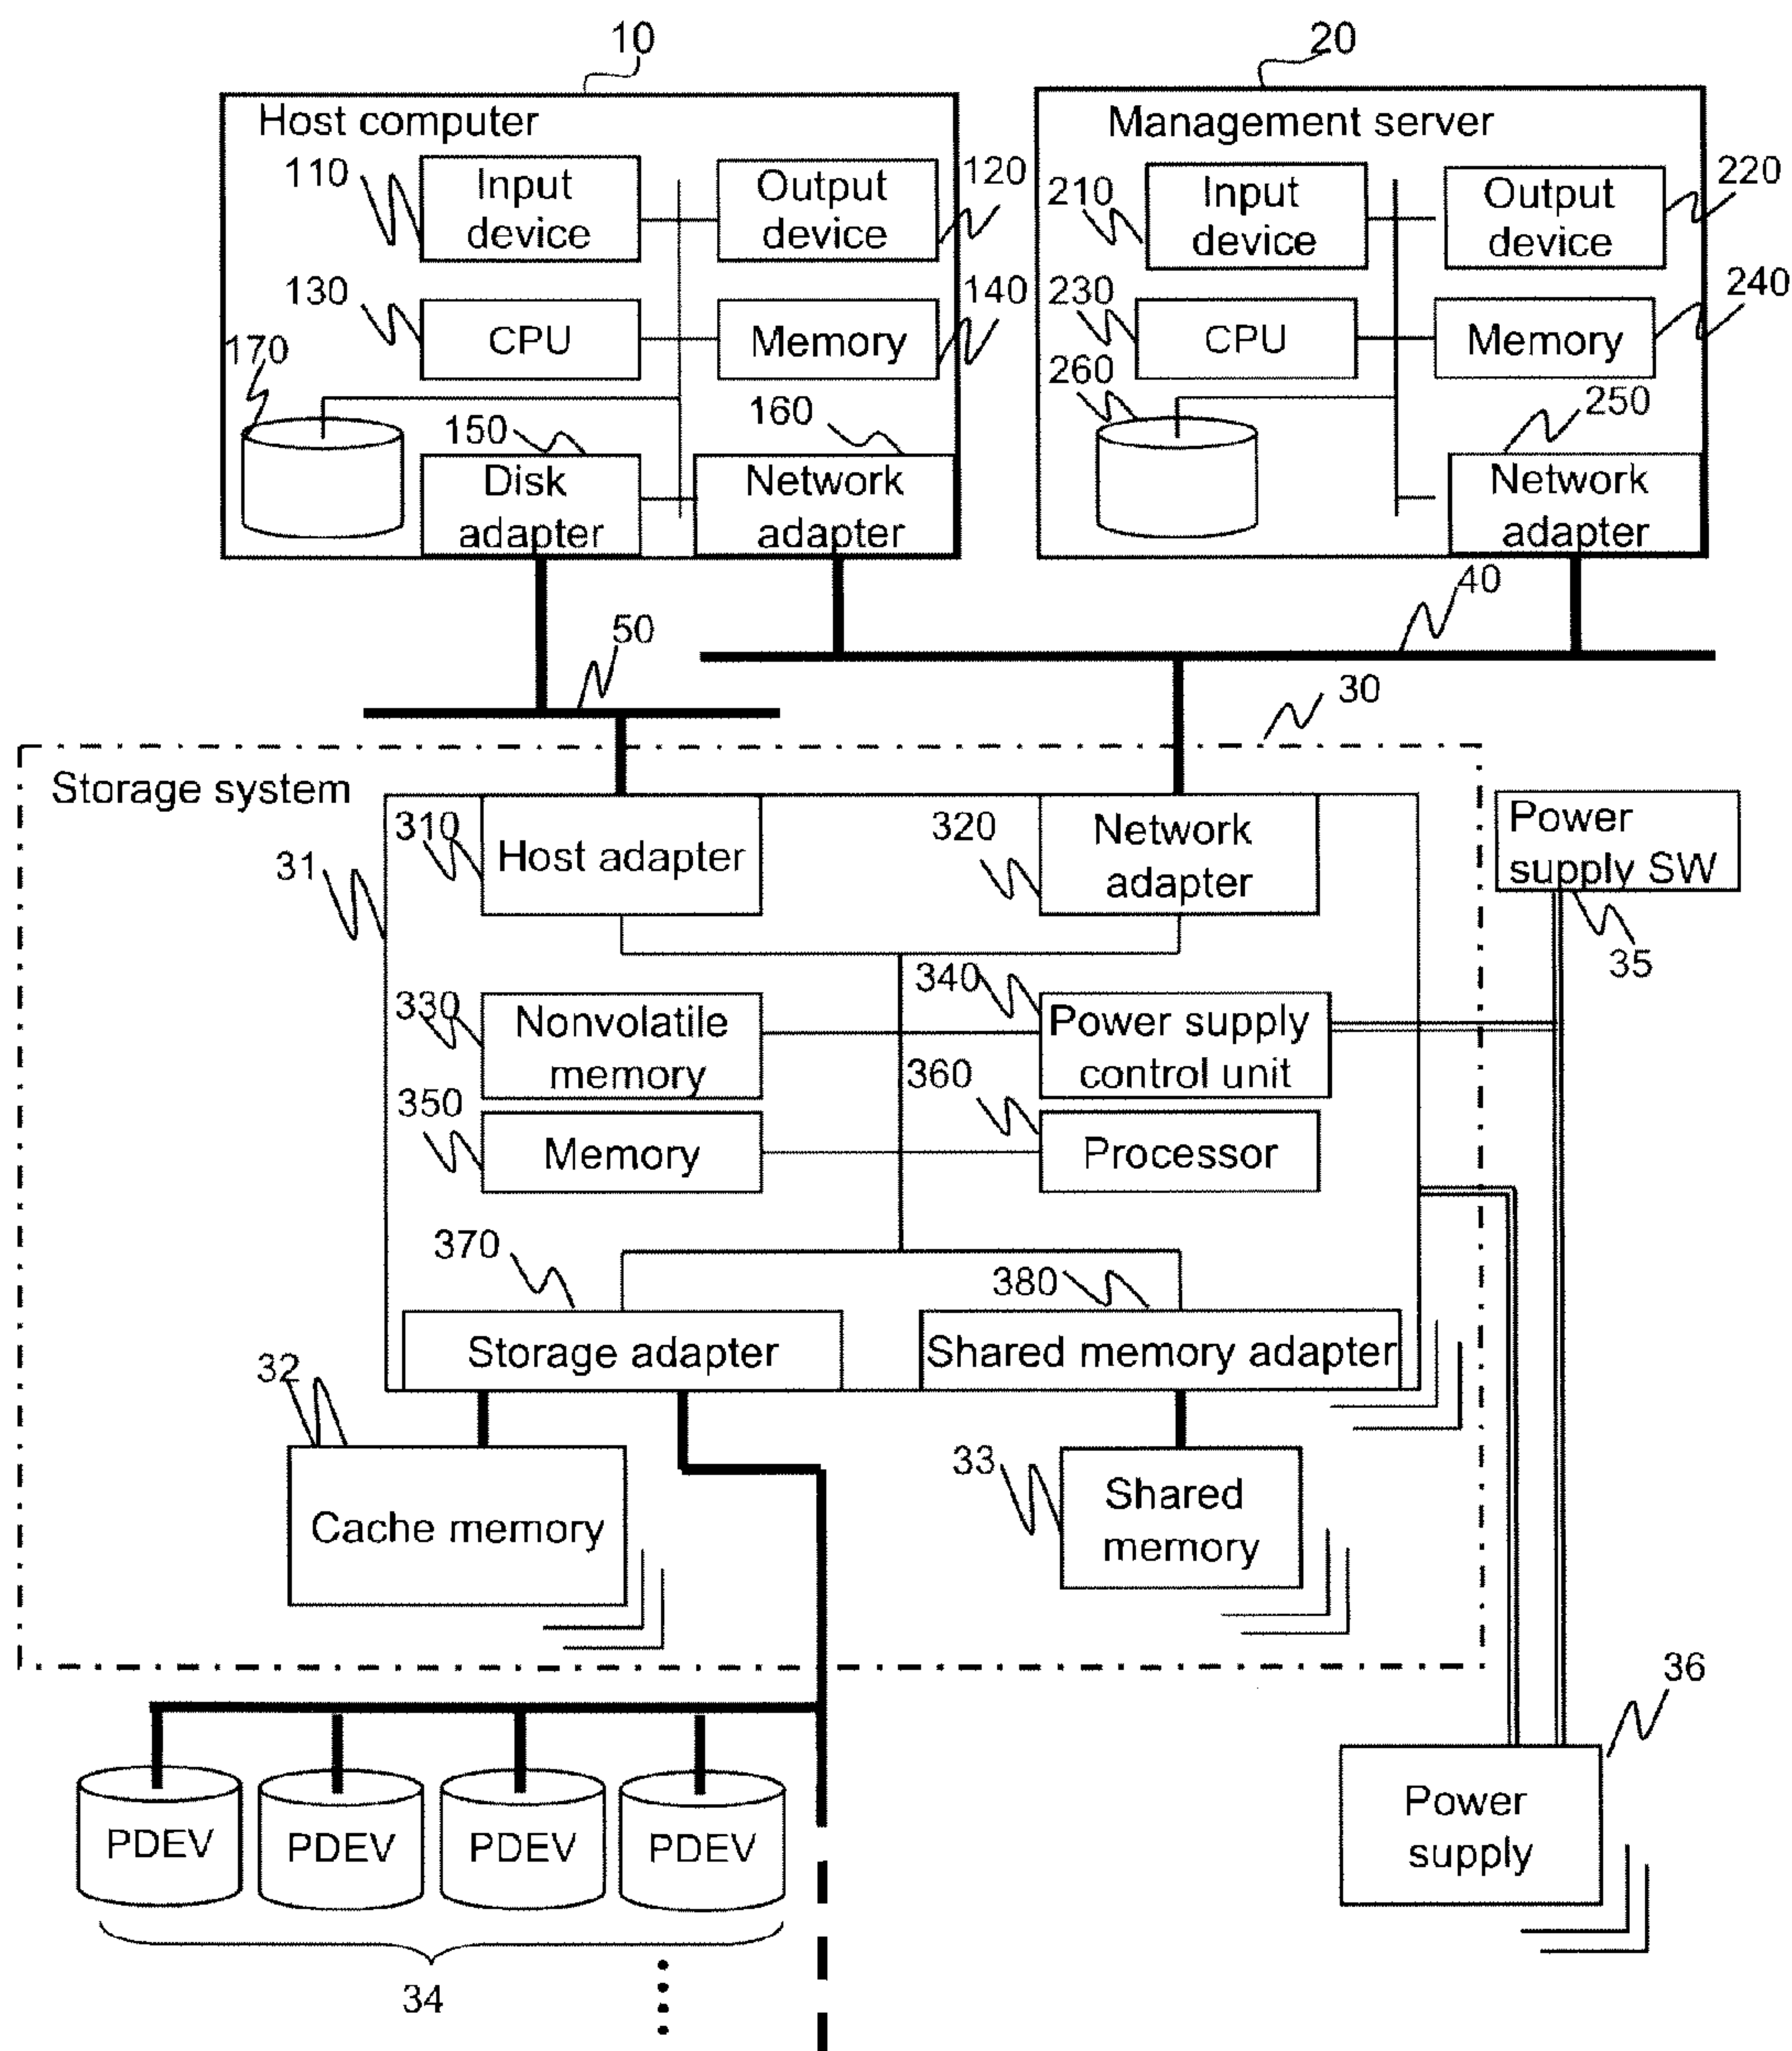 10
20
Host computer
110
Input
device
Output
device
120
130
CPU
Memory
140
170
150
160
Disk
adapter
Network
adapter
Management server
210
Input
device
Output
device
220
230
CPU
Memory
240
260
250
Network
adapter
40
50
30
Storage system
31
310
Host adapter
320
Network
adapter
Power
supply SW
35
330
Nonvolatile
memory
340
Power supply
control unit
350
Memory
360
Processor
370
Storage adapter
380
Shared memory adapter
32
Cache memory
33
Shared
memory
36
Power
supply
PDEV
PDEV
PDEV
PDEV
34